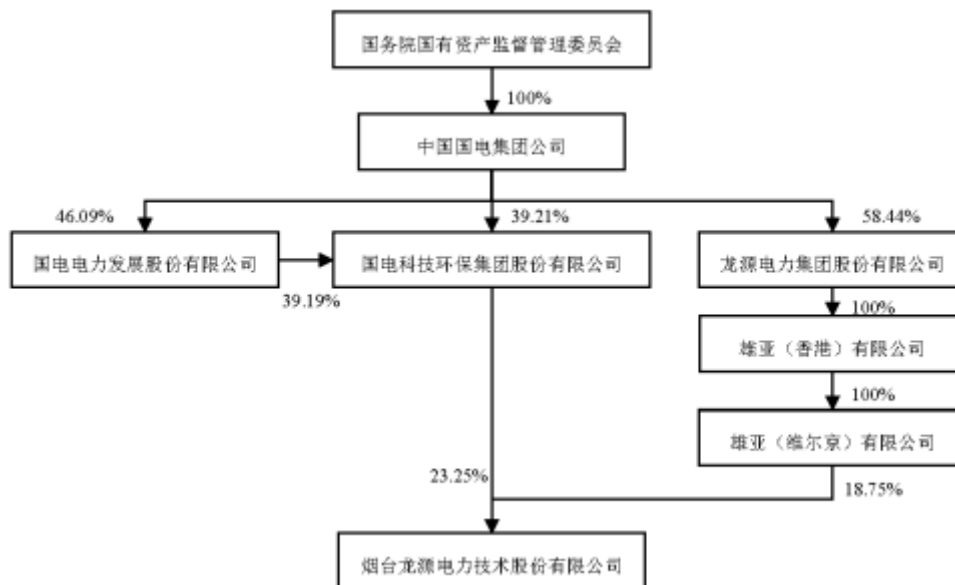 国务院国有资产监督管理委员会
100%
中国国电集团公司
46.09%
39.21%
58.44%
国电电力发展股份有限公司
国电科技环保集团股份有限公司
龙源电力集团股份有限公司
39.19%
100%
雄亚（香港）有限公司
100%
雄亚（维尔京）有限公司
23.25%
18.75%
烟台龙源电力技术股份有限公司